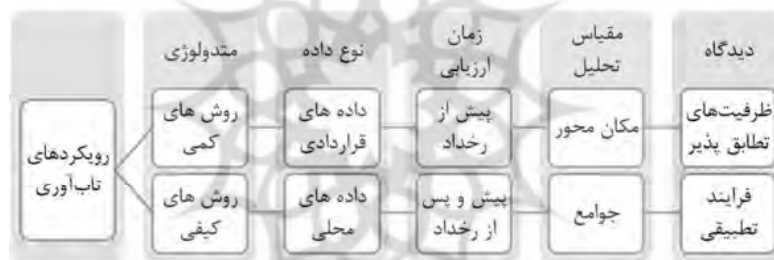 دیدگاه
مقیاس
تحلیل
زمان
ارزیابی
نوع داده
متدولوژی
ظرفیت‌های
تطابق پذیر
مکان محور
پیش از
رخداد
داده های
قراردادی
روش های
کمی
رویکردهای
تاب‌آوری
فرایند
تطبیقی
جوامع
پیش و پس
از رخداد
داده های
محلی
روش های
کیفی